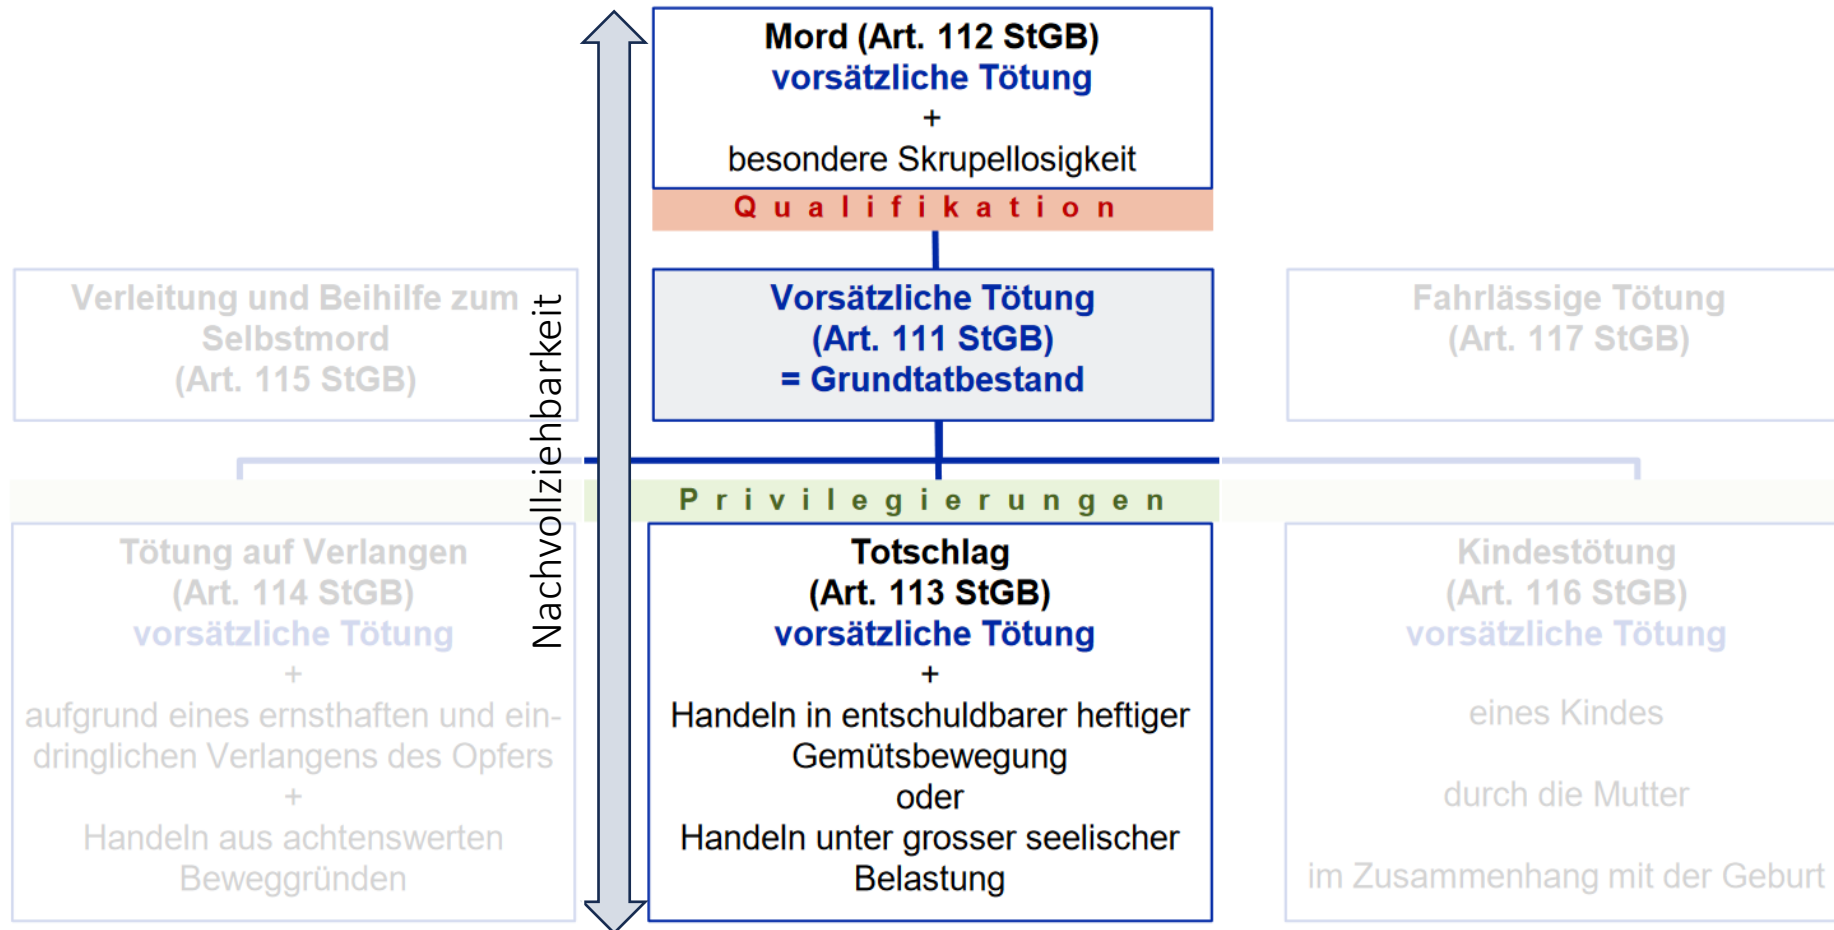 Mord (Art. 112 StGB)
vorsätzliche Tötung
+
besondere Skrupellosigkeit
Qualifikation
Verleitung und Beihilfe zum
Selbstmord
(Art. 115 StGB)
Nachvollziehbarkeit
Vorsätzliche Tötung
(Art. 111 StGB)
= Grundtatbestand
Fahrlässige Tötung
(Art. 117 StGB)
Privilegierungen
Tötung auf Verlangen
(Art. 114 StGB)
vorsätzliche Tötung
+
aufgrund eines ernsthaften und ein-
dringlichen Verlangens des Opfers
+
Handeln aus achtenswerten
Beweggründen
Totschlag
(Art. 113 StGB)
vorsätzliche Tötung
+
Handeln in entschuldbarer heftiger
Gemütsbewegung
oder
Handeln unter grosser seelischer
Belastung
Kindestötung
(Art. 116 StGB)
vorsätzliche Tötung
eines Kindes
durch die Mutter
im Zusammenhang mit der Geburt